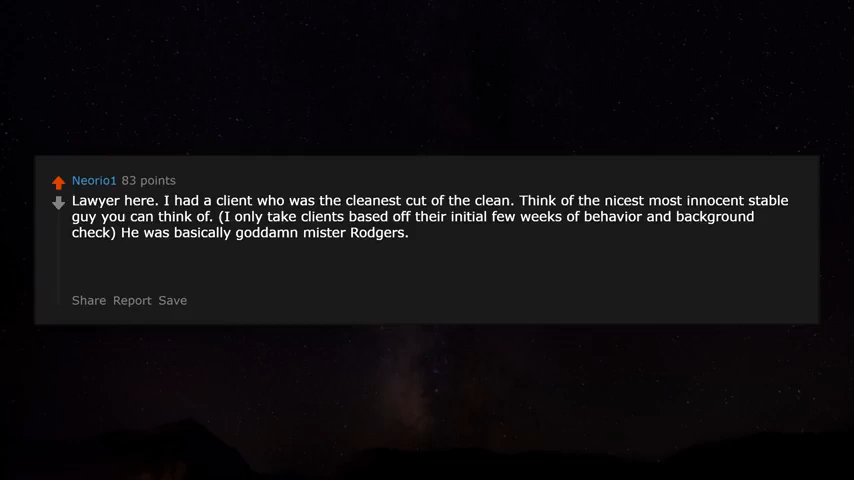 Neorio1 83 points
Lawyer here. I had a client who was the cleanest cut of the clean. Think of the nicest most innocent stable
guy you can think of. (I only take clients based off their initial few weeks of behavior and background
check) He was basically goddamn mister Rodgers.
Share Report Save